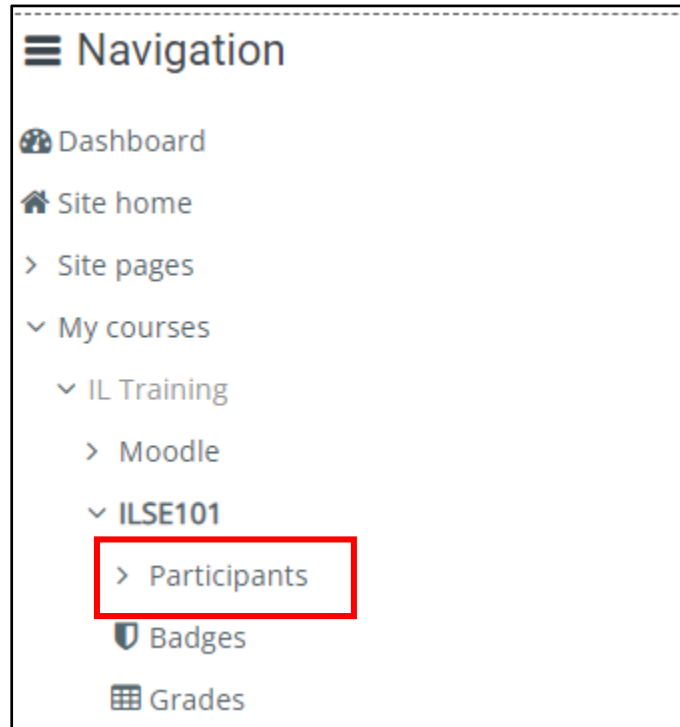 Navigation
Dashboard
Site home
Site pages
My courses
IL Training
Moodle
ILSE101
Participants
Badges
Grades